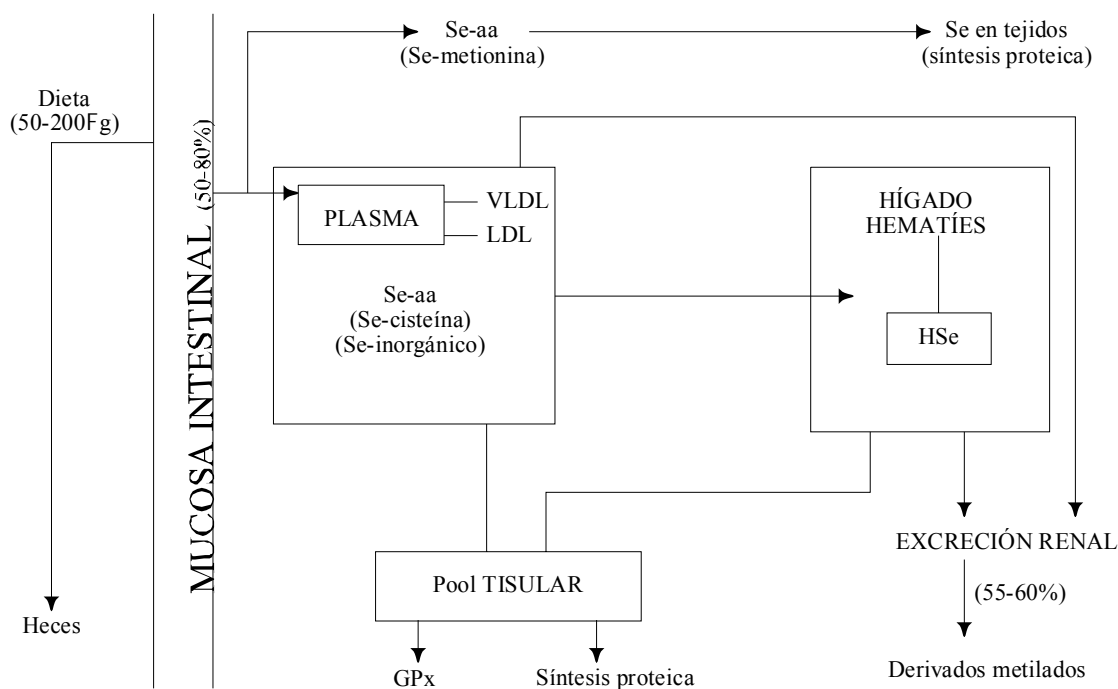 Se-aa
(Se-metionina)
Se en tejidos
(síntesis proteica)
Dieta
(50-200Fg)
MUCOSA INTESTINAL (50-80%)
PLASMA
VLDL
LDL
Se-aa
(Se-cisteína)
(Se-inorgánico)
HÍGADO
HEMATÍES
HSe
EXCRECIÓN RENAL
(55-60%)
Derivados metilados
Pool TISULAR
GPx
Síntesis proteica
Heces